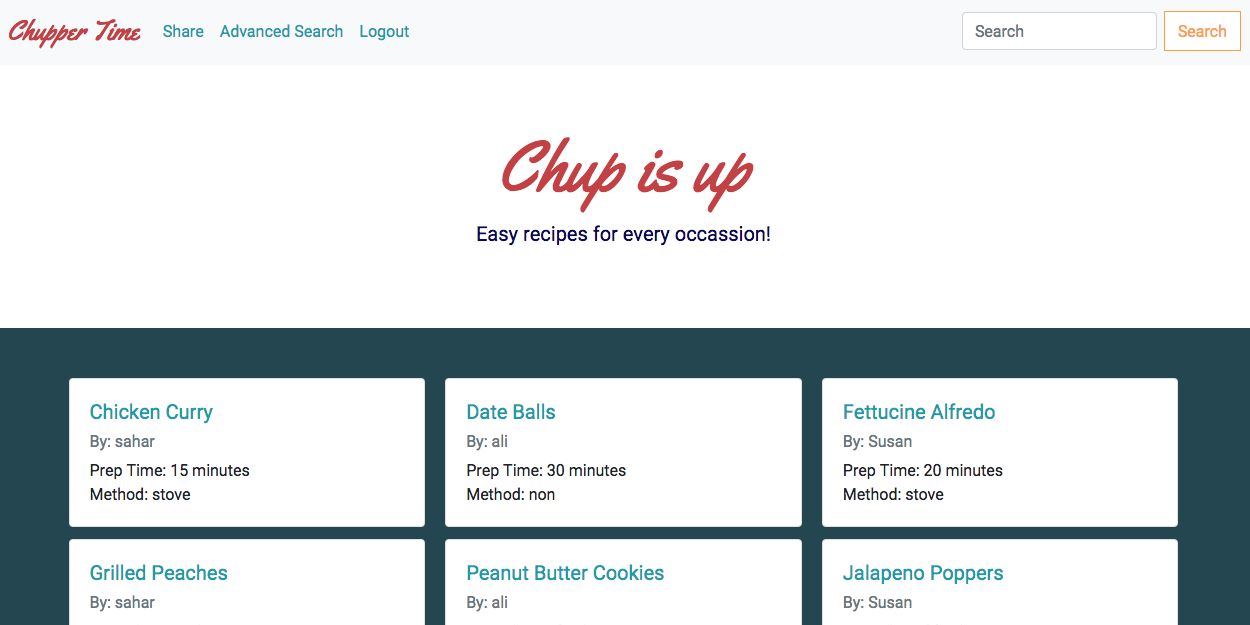 Chupper Time Share Advanced Search Logout Search Search
Chup is up
Easy recipes for every occassion!
Chicken Curry
By: sahar
Prep Time: 15 minutes
Method: stove
Date Balls
By: ali
Prep Time: 30 minutes
Method: non
Fettucine Alfredo
By: Susan
Prep Time: 20 minutes
Method: stove
Grilled Peaches
By: sahar
Peanut Butter Cookies
By: ali
Jalapeno Poppers
By: Susan